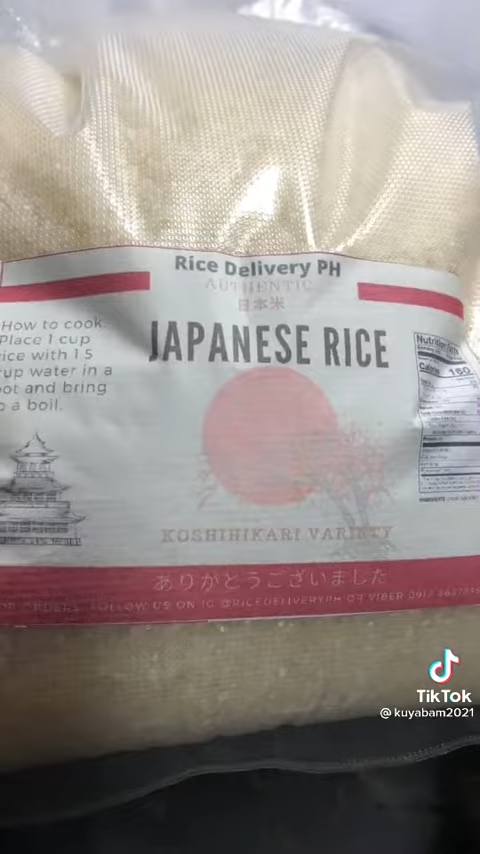 Rice Delivery PH
AUTHENTIC
日本米
JAPANESE RICE
How to cook:
Place 1 cup
rice with 1 5
cup water in a
pot and bring
to a boil.
Nutrition Facts
Calories 160
KOSHIHIKARI VARIETY
ありがとうございました
FOR ORDERS FOLLOW US ON IG @RICEDELIVERYPH OR VIBER 0917
TikTok
@kuyabam2021